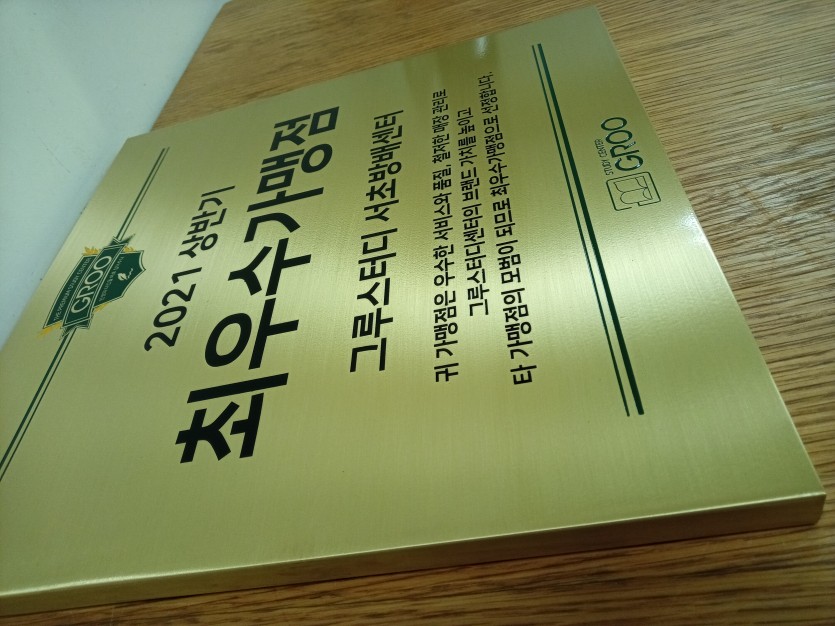 GROO
2021 상반기
최우수가맹점
그루스터디 서초방배센터
귀 가맹점은 우수한 서비스와 품질, 철저한 매장 관리로
그루스터디센터의 브랜드 가치를 높이고
타 가맹점의 모범이 되므로 최우수가맹점으로 선정합니다.
STUDY CENTER
GROO